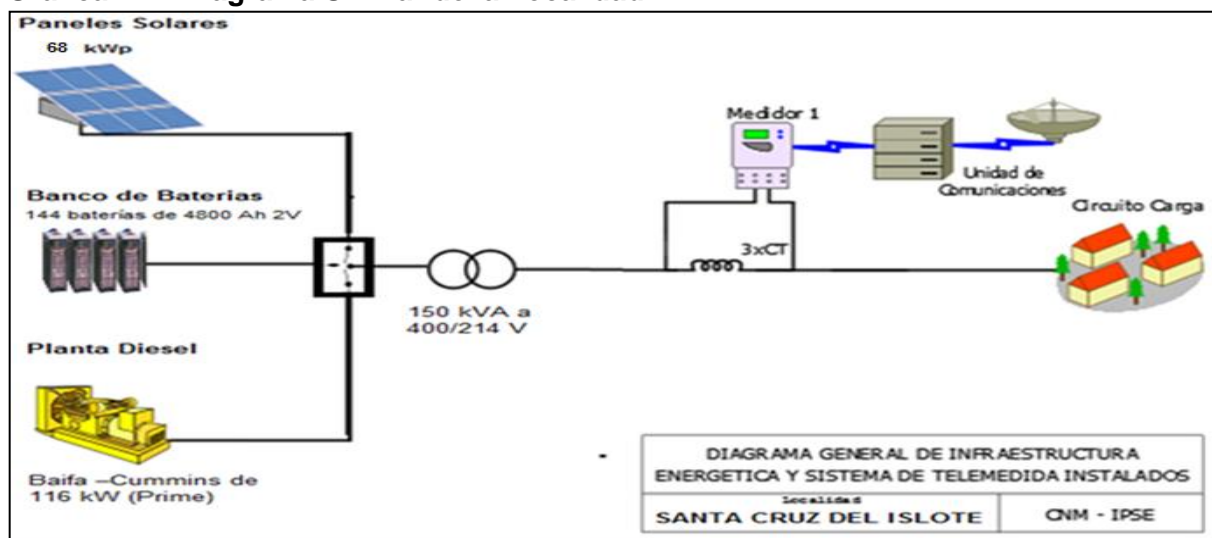 Paneles Solares
68 kWp
Banco de Baterias
144 baterías de 4800 Ah 2V
Planta Diesel
Baifa –Cummins de
116 kW (Prime)
150 kVA a
400/214 V
Medidor 1
3xCT
Unidad de
Comunicaciones
Circuito Carga
DIAGRAMA GENERAL DE INFRAESTRUCTURA
ENERGETICA Y SISTEMA DE TELEMEDIDA INSTALADOS
Localidad
SANTA CRUZ DEL ISLOTE
CNM - IPSE